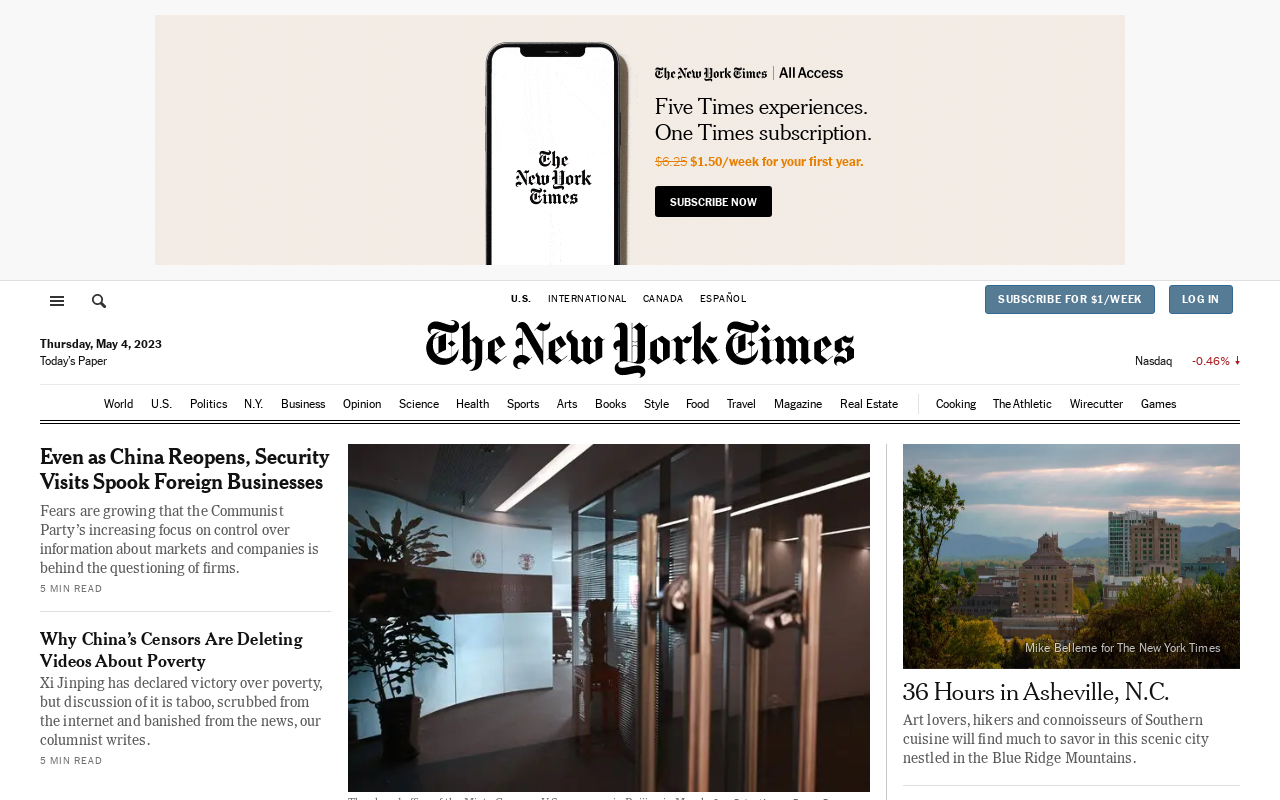 The New York Times | All Access
Five Times experiences.
One Times subscription.
$6.25 $1.50/week for your first year.
SUBSCRIBE NOW
The
New York
Times
U.S. INTERNATIONAL CANADA ESPAÑOL
SUBSCRIBE FOR $1/WEEK LOG IN
The New York Times
Thursday, May 4, 2023
Today's Paper
Nasdaq -0.46%
World U.S. Politics N.Y. Business Opinion Science Health Sports Arts Books Style Food Travel Magazine Real Estate Cooking The Athletic Wirecutter Games
Even as China Reopens, Security
Visits Spook Foreign Businesses
Fears are growing that the Communist
Party's increasing focus on control over
information about markets and companies is
behind the questioning of firms.
5 MIN READ
Why China's Censors Are Deleting
Videos About Poverty
Xi Jinping has declared victory over poverty,
but discussion of it is taboo, scrubbed from
the internet and banished from the news, our
columnist writes.
5 MIN READ
Mike Belleme for The New York Times
36 Hours in Asheville, N.C.
Art lovers, hikers and connoisseurs of Southern
cuisine will find much to savor in this scenic city
nestled in the Blue Ridge Mountains.